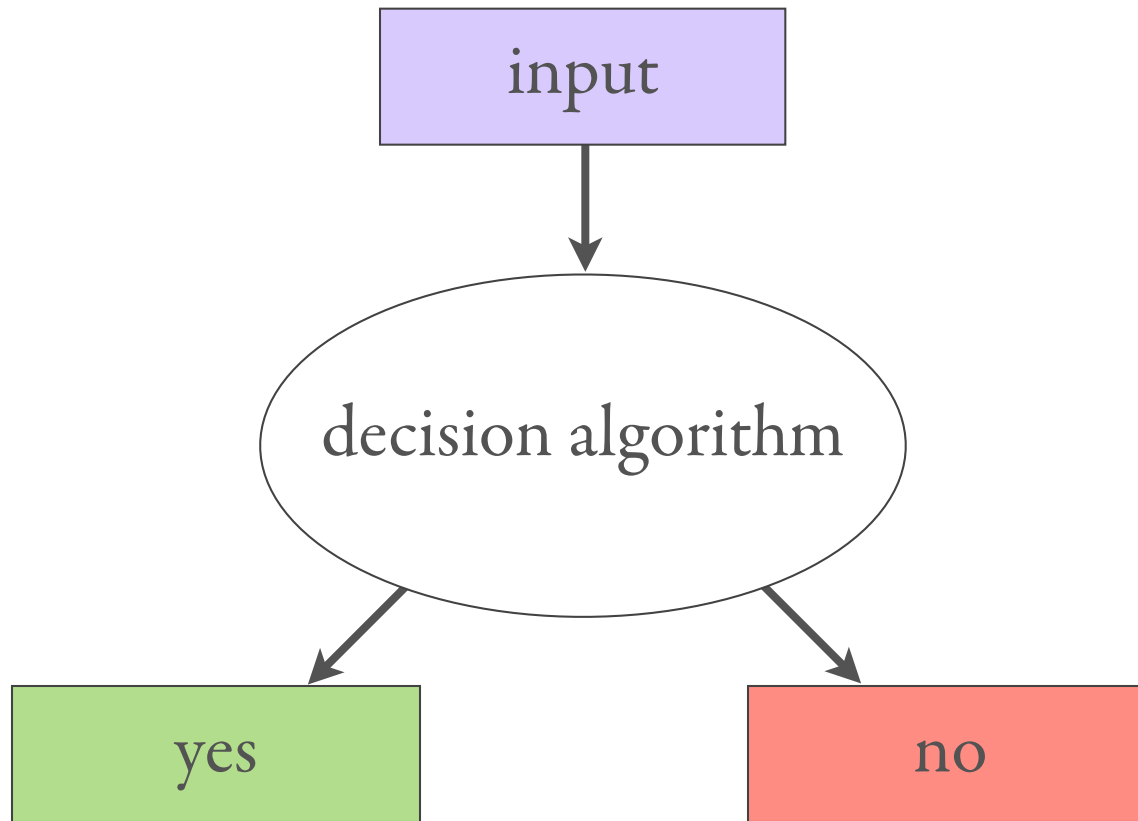 input
decision algorithm
yes
no